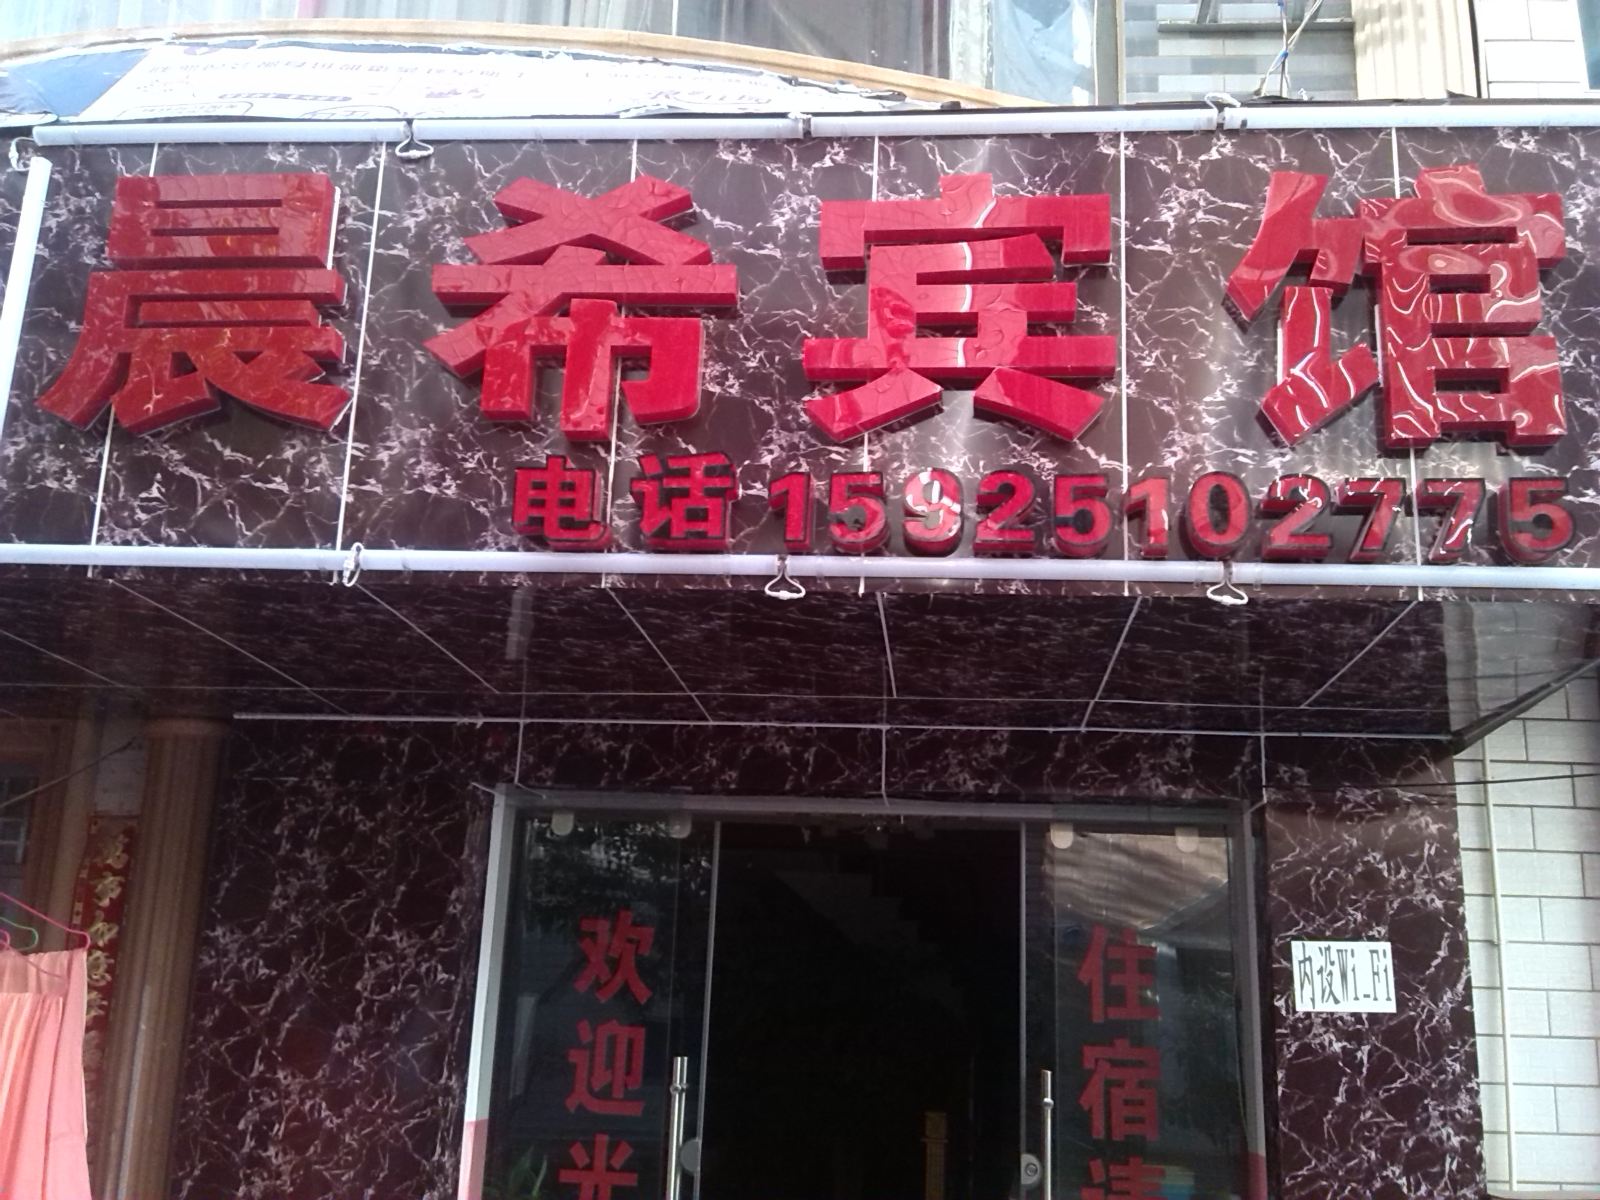 晨希宾馆
电话15925102775
欢迎光
住宿请
内设Wi_Fi